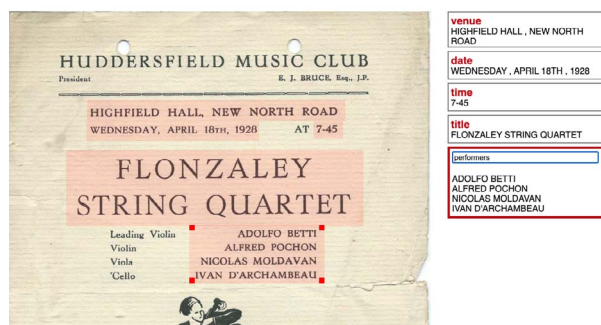 HUDDERSFIELD MUSIC CLUB
President E. J. BRUCE, Esq., J.P.
HIGHFIELD HALL, NEW NORTH ROAD
WEDNESDAY, APRIL 18TH, 1928 AT 7-45
FLONZALEY
STRING QUARTET
Leading Violin ADOLFO BETTI
Violin ALFRED POCHON
Viola NICOLAS MOLDAVAN
'Cello IVAN D'ARCHAMBEAU
venue
HIGHFIELD HALL , NEW NORTH
ROAD
date
WEDNESDAY , APRIL 18TH , 1928
time
7-45
title
FLONZALEY STRING QUARTET
performers
ADOLFO BETTI
ALFRED POCHON
NICOLAS MOLDAVAN
IVAN D'ARCHAMBEAU